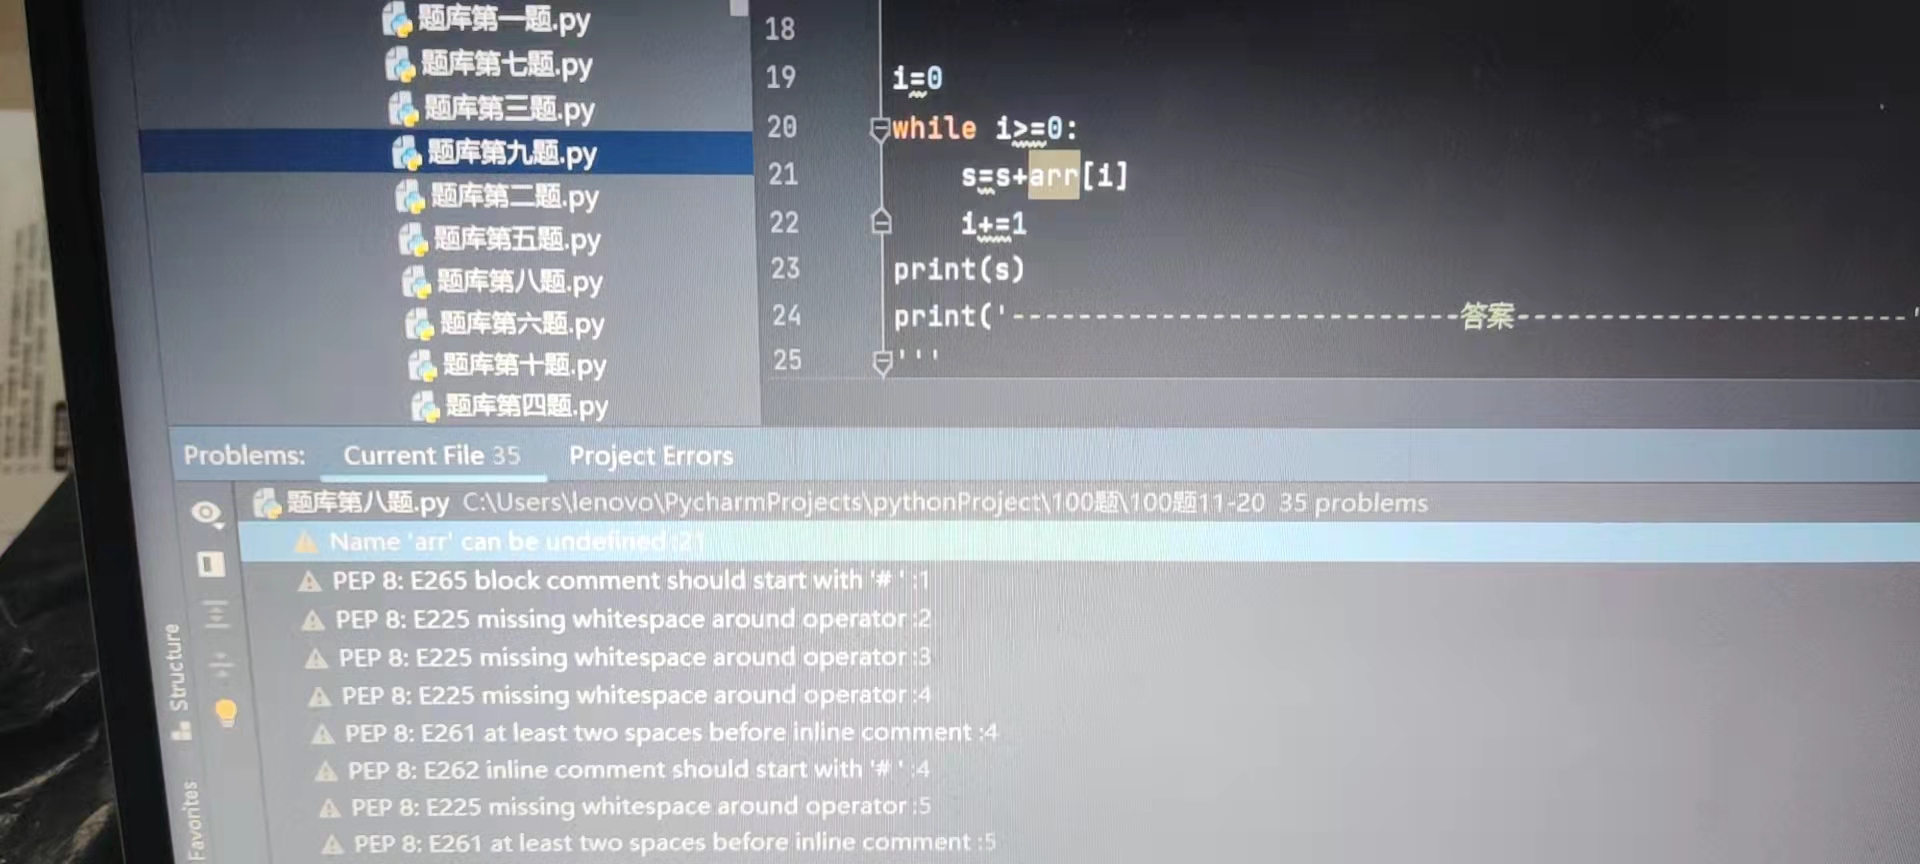 题库第一题.py
题库第七题.py
题库第三题.py
题库第九题.py
题库第二题.py
题库第五题.py
题库第八题.py
题库第六题.py
题库第十题.py
题库第四题.py
18
19 i=0
20 while i>=0:
21 s=s+arr[i]
22 i+=1
23 print(s)
24 print('--------------------------------答案----------------------------'
25 '''
Problems: Current File 35 Project Errors
题库第八题.py C:\Users\lenovo\PycharmProjects\pythonProject\100题\100题11-20 35 problems
Name 'arr' can be undefined :21
PEP 8: E265 block comment should start with '# ' :1
PEP 8: E225 missing whitespace around operator :2
PEP 8: E225 missing whitespace around operator :3
PEP 8: E225 missing whitespace around operator :4
PEP 8: E261 at least two spaces before inline comment :4
PEP 8: E262 inline comment should start with '# ' :4
PEP 8: E225 missing whitespace around operator :5
PEP 8: E261 at least two spaces before inline comment :5
Structure
Favorites